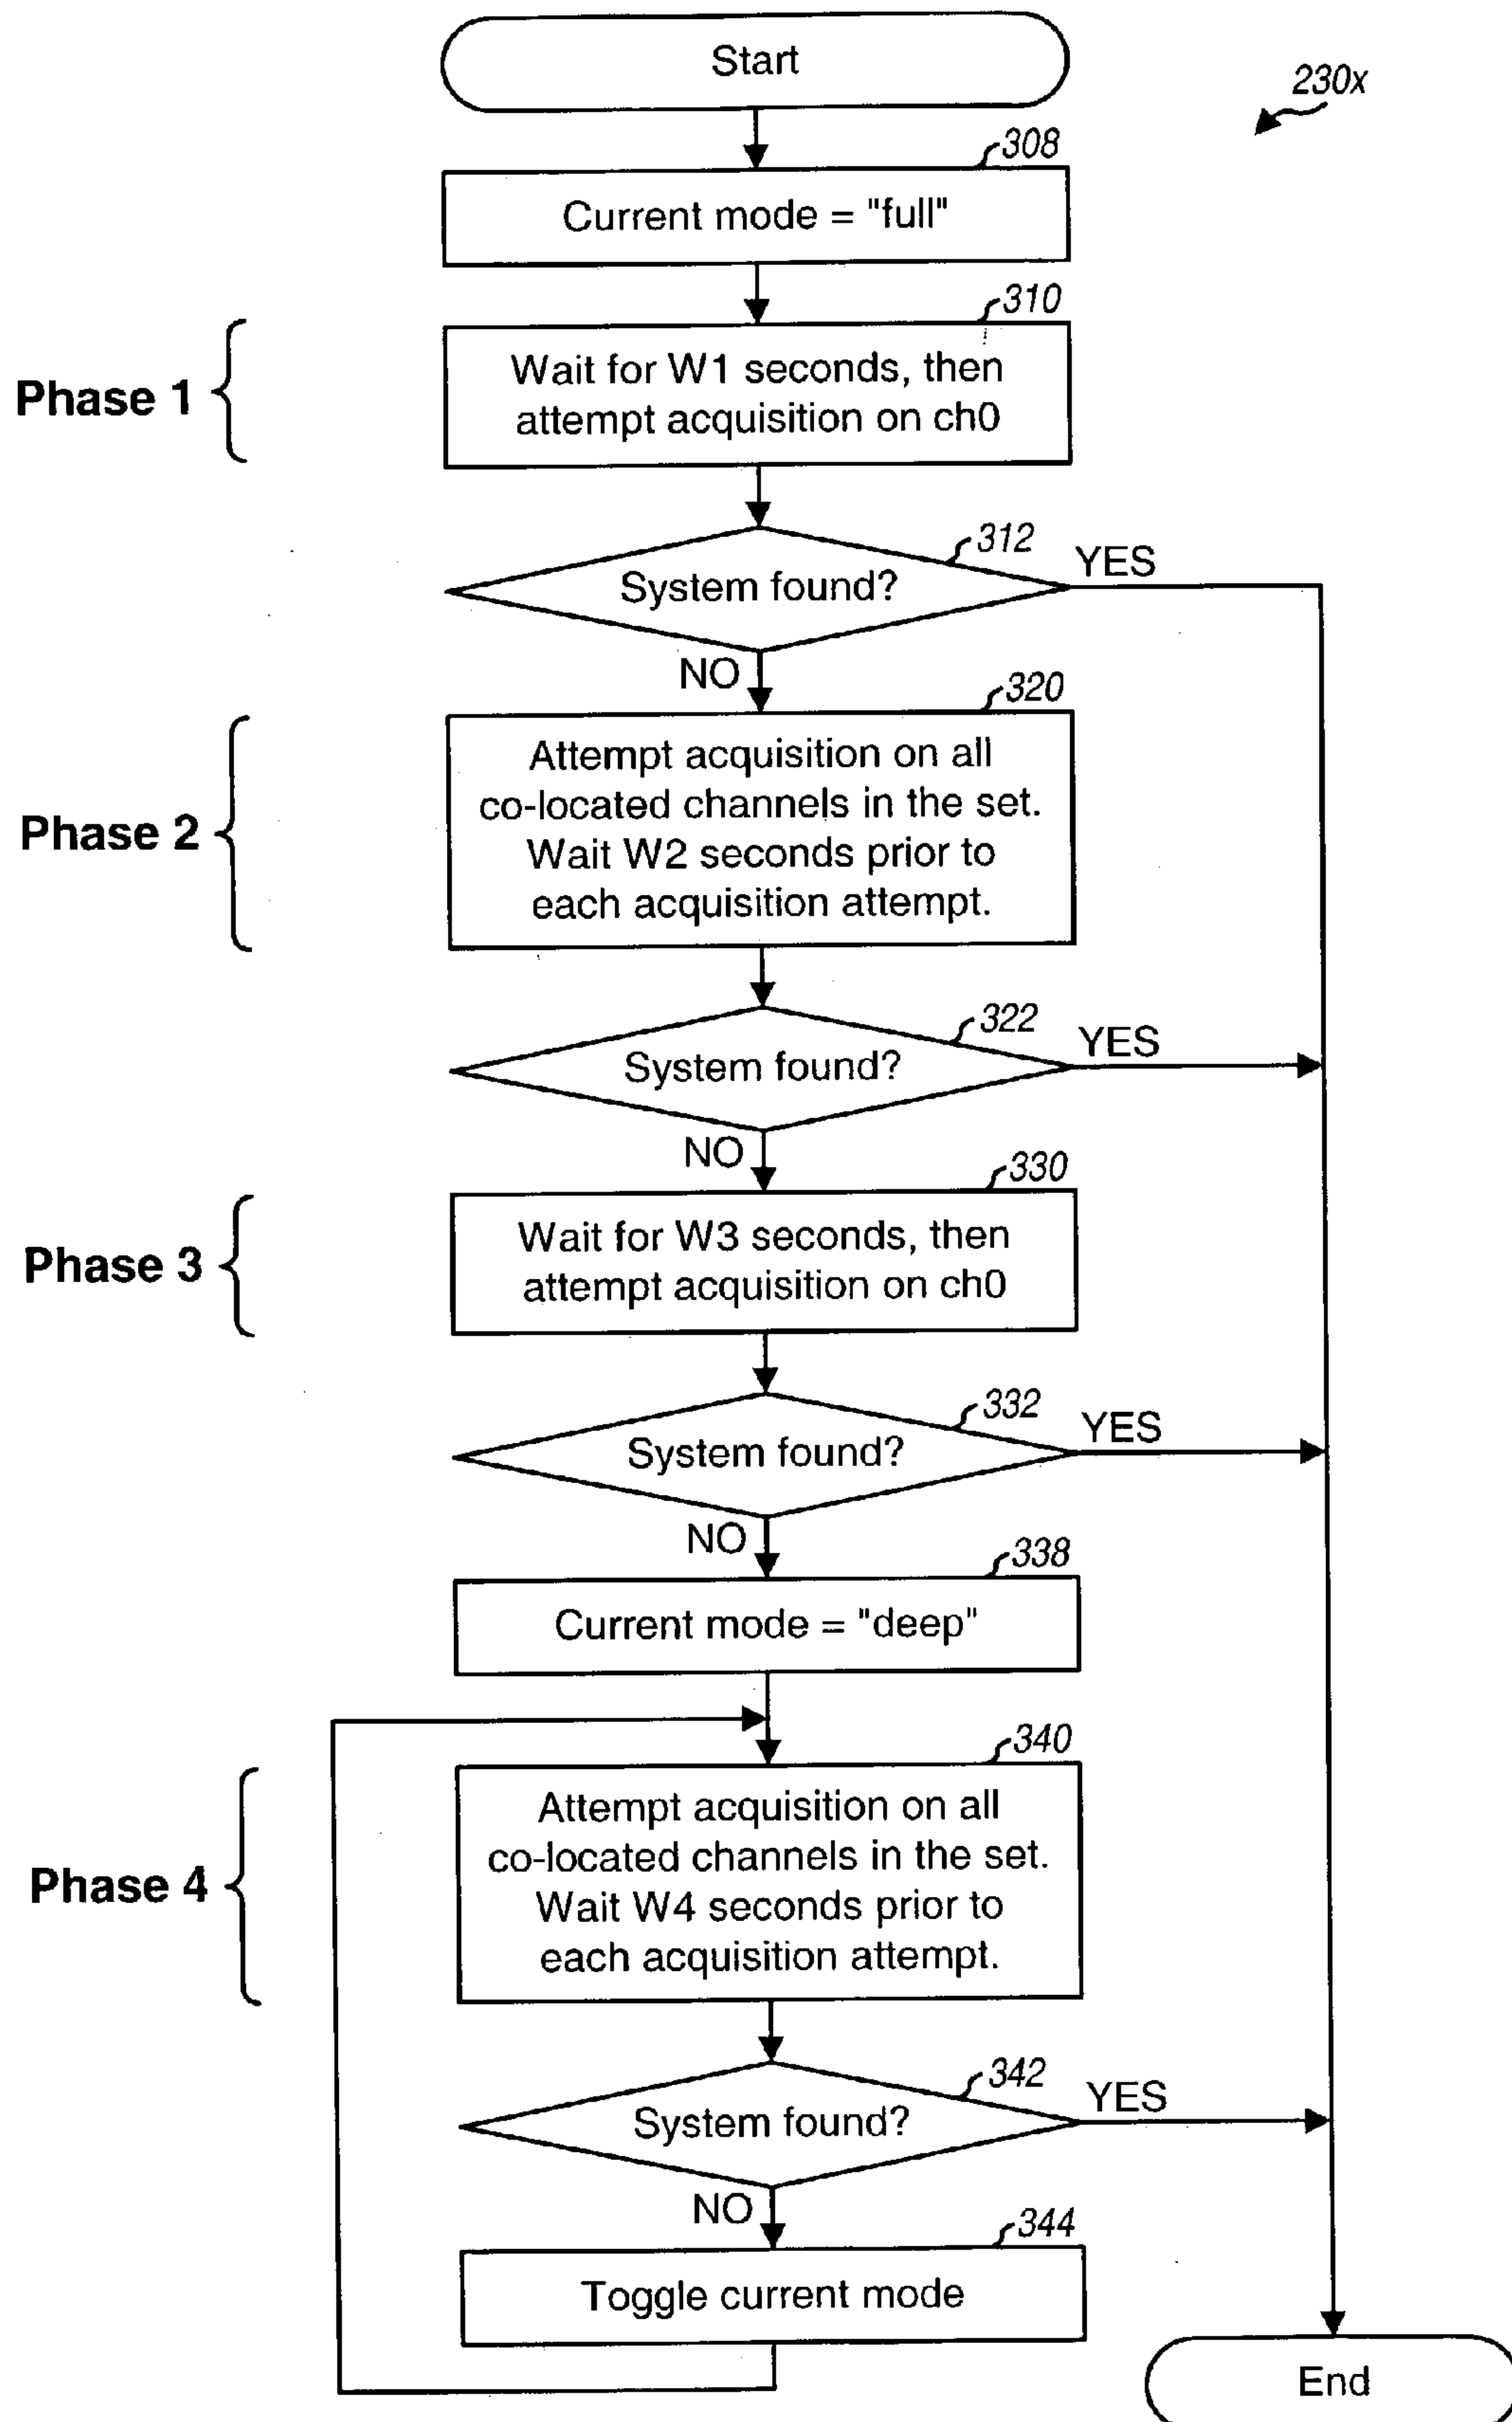 Start
230x
308
Current mode = "full"
310
Phase 1
Wait for W1 seconds, then
attempt acquisition on ch0
312
System found?
YES
NO
320
Phase 2
Attempt acquisition on all
co-located channels in the set.
Wait W2 seconds prior to
each acquisition attempt.
322
System found?
YES
NO
330
Phase 3
Wait for W3 seconds, then
attempt acquisition on ch0
332
System found?
YES
NO
338
Current mode = "deep"
340
Phase 4
Attempt acquisition on all
co-located channels in the set.
Wait W4 seconds prior to
each acquisition attempt.
342
System found?
YES
NO
344
Toggle current mode
End